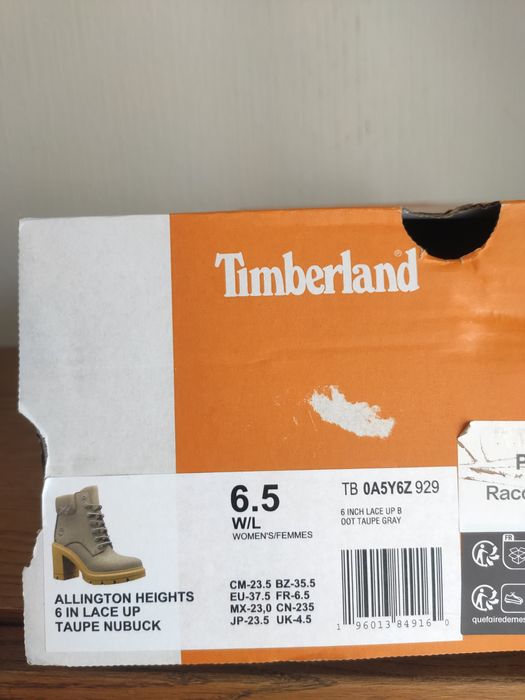 Timberland®
6.5
W/L
WOMEN'S/FEMMES
TB 0A5Y6Z 929
6 INCH LACE UP B
OOT TAUPE GRAY
ALLINGTON HEIGHTS
6 IN LACE UP
TAUPE NUBUCK
CM-23.5 BZ-35.5
EU-37.5 FR-6.5
MX-23,0 CN-235
JP-23.5 UK-4.5
1 96013 84916 0
P
Racc
FR
quefairedemes